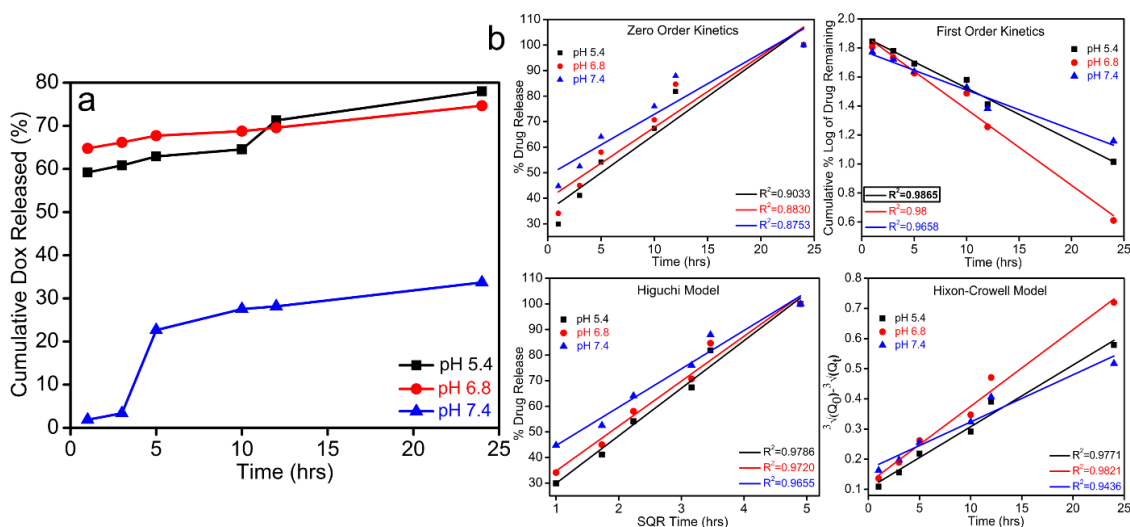 a
Cumulative Dox Released (%)
80
70
60
50
40
30
20
10
0
pH 5.4
pH 6.8
pH 7.4
0 5 10 15 20 25
Time (hrs)
b
Zero Order Kinetics
% Drug Release
110
100
90
80
70
60
50
40
30
pH 5.4
pH 6.8
pH 7.4
R²=0.9033
R²=0.8830
R²=0.8753
0 5 10 15 20 25
Time (hrs)
First Order Kinetics
Cumulative % Log of Drug Remaining
2.0
1.8
1.6
1.4
1.2
1.0
0.8
0.6
pH 5.4
pH 6.8
pH 7.4
R²=0.9865
R²=0.98
R²=0.9658
0 5 10 15 20 25
Time (hrs)
Higuchi Model
% Drug Release
110
100
90
80
70
60
50
40
30
pH 5.4
pH 6.8
pH 7.4
R²=0.9786
R²=0.9720
R²=0.9655
1 2 3 4 5
SQR Time (hrs)
Hixon-Crowell Model
³√(Q₀)-³√(Qt)
0.8
0.7
0.6
0.5
0.4
0.3
0.2
0.1
pH 5.4
pH 6.8
pH 7.4
R²=0.9771
R²=0.9821
R²=0.9436
0 5 10 15 20 25
Time (hrs)